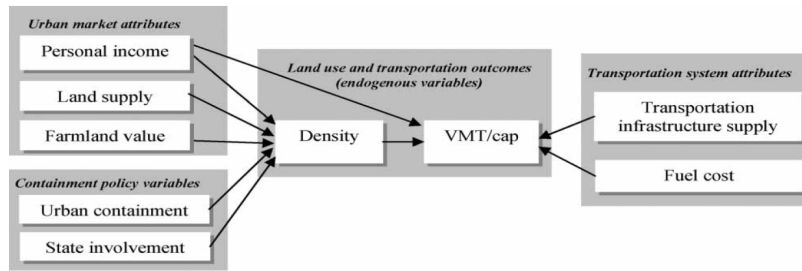 Urban market attributes
Personal income
Land supply
Farmland value
Containment policy variables
Urban containment
State involvement
Land use and transportation outcomes
(endogenous variables)
Density
VMT/cap
Transportation system attributes
Transportation
infrastructure supply
Fuel cost